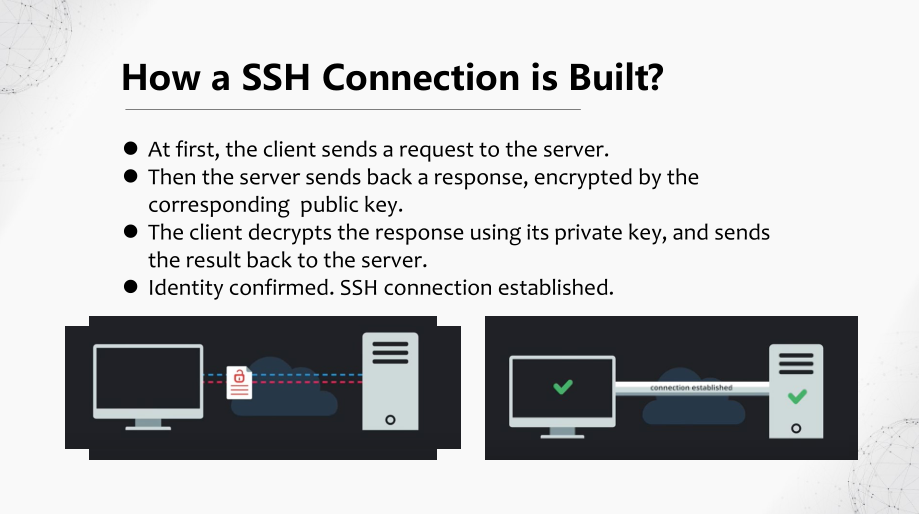 How a SSH Connection is Built?
● At first, the client sends a request to the server.
● Then the server sends back a response, encrypted by the
corresponding  public key.
● The client decrypts the response using its private key, and sends
the result back to the server.
● Identity confirmed. SSH connection established.
connection established